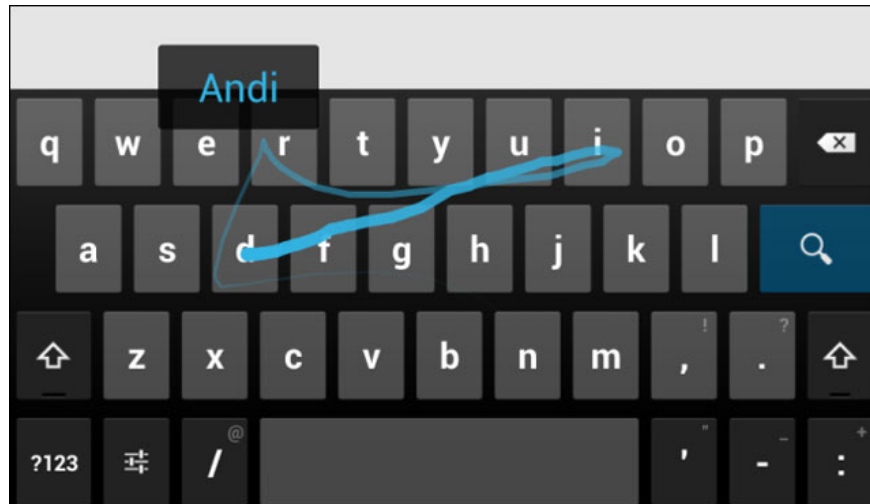 Andi
q w e r t y u i o p
a s d f g h j k l
! ?
z x c v b n m , .
@ " _ +
?123 / ' - :